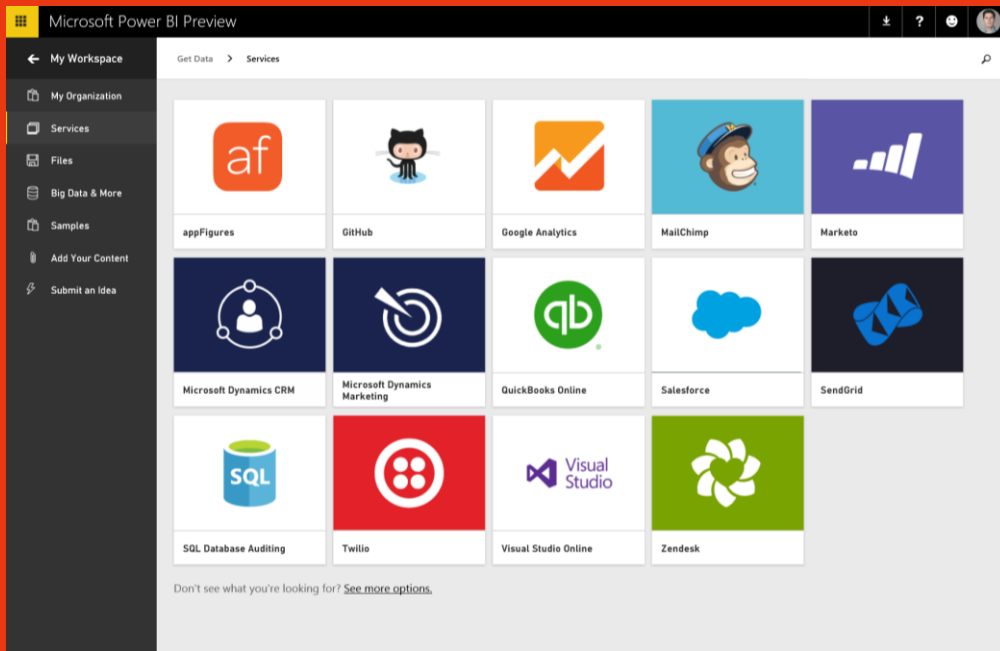 Microsoft Power BI Preview
?
My Workspace
My Organization
Services
Files
Big Data & More
Samples
Add Your Content
Submit an Idea
Get Data > Services
af
appFigures
GitHub
Google Analytics
MailChimp
Marketo
Microsoft Dynamics CRM
Microsoft Dynamics
Marketing
qb
QuickBooks Online
Salesforce
SendGrid
SQL
SQL Database Auditing
Twilio
Visual
Studio
Visual Studio Online
Zendesk
Don't see what you're looking for? See more options.